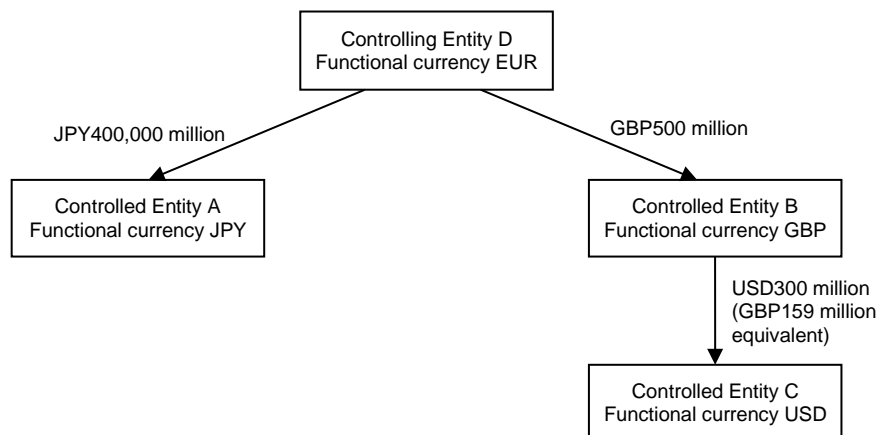 Controlling Entity D
Functional currency EUR
JPY400,000 million
GBP500 million
Controlled Entity A
Functional currency JPY
Controlled Entity B
Functional currency GBP
USD300 million
(GBP159 million
equivalent)
Controlled Entity C
Functional currency USD